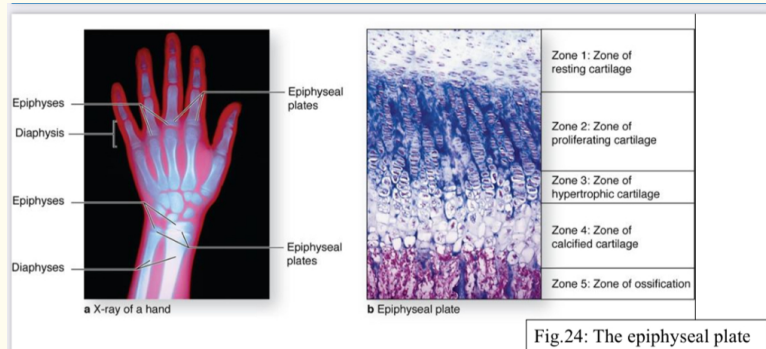 Epiphyses
Diaphysis
Epiphyses
Diaphyses
Epiphyseal
plates
Epiphyseal
plates
a X-ray of a hand
Zone 1: Zone of
resting cartilage
Zone 2: Zone of
proliferating cartilage
Zone 3: Zone of
hypertrophic cartilage
Zone 4: Zone of
calcified cartilage
Zone 5: Zone of ossification
b Epiphyseal plate
Fig.24: The epiphyseal plate